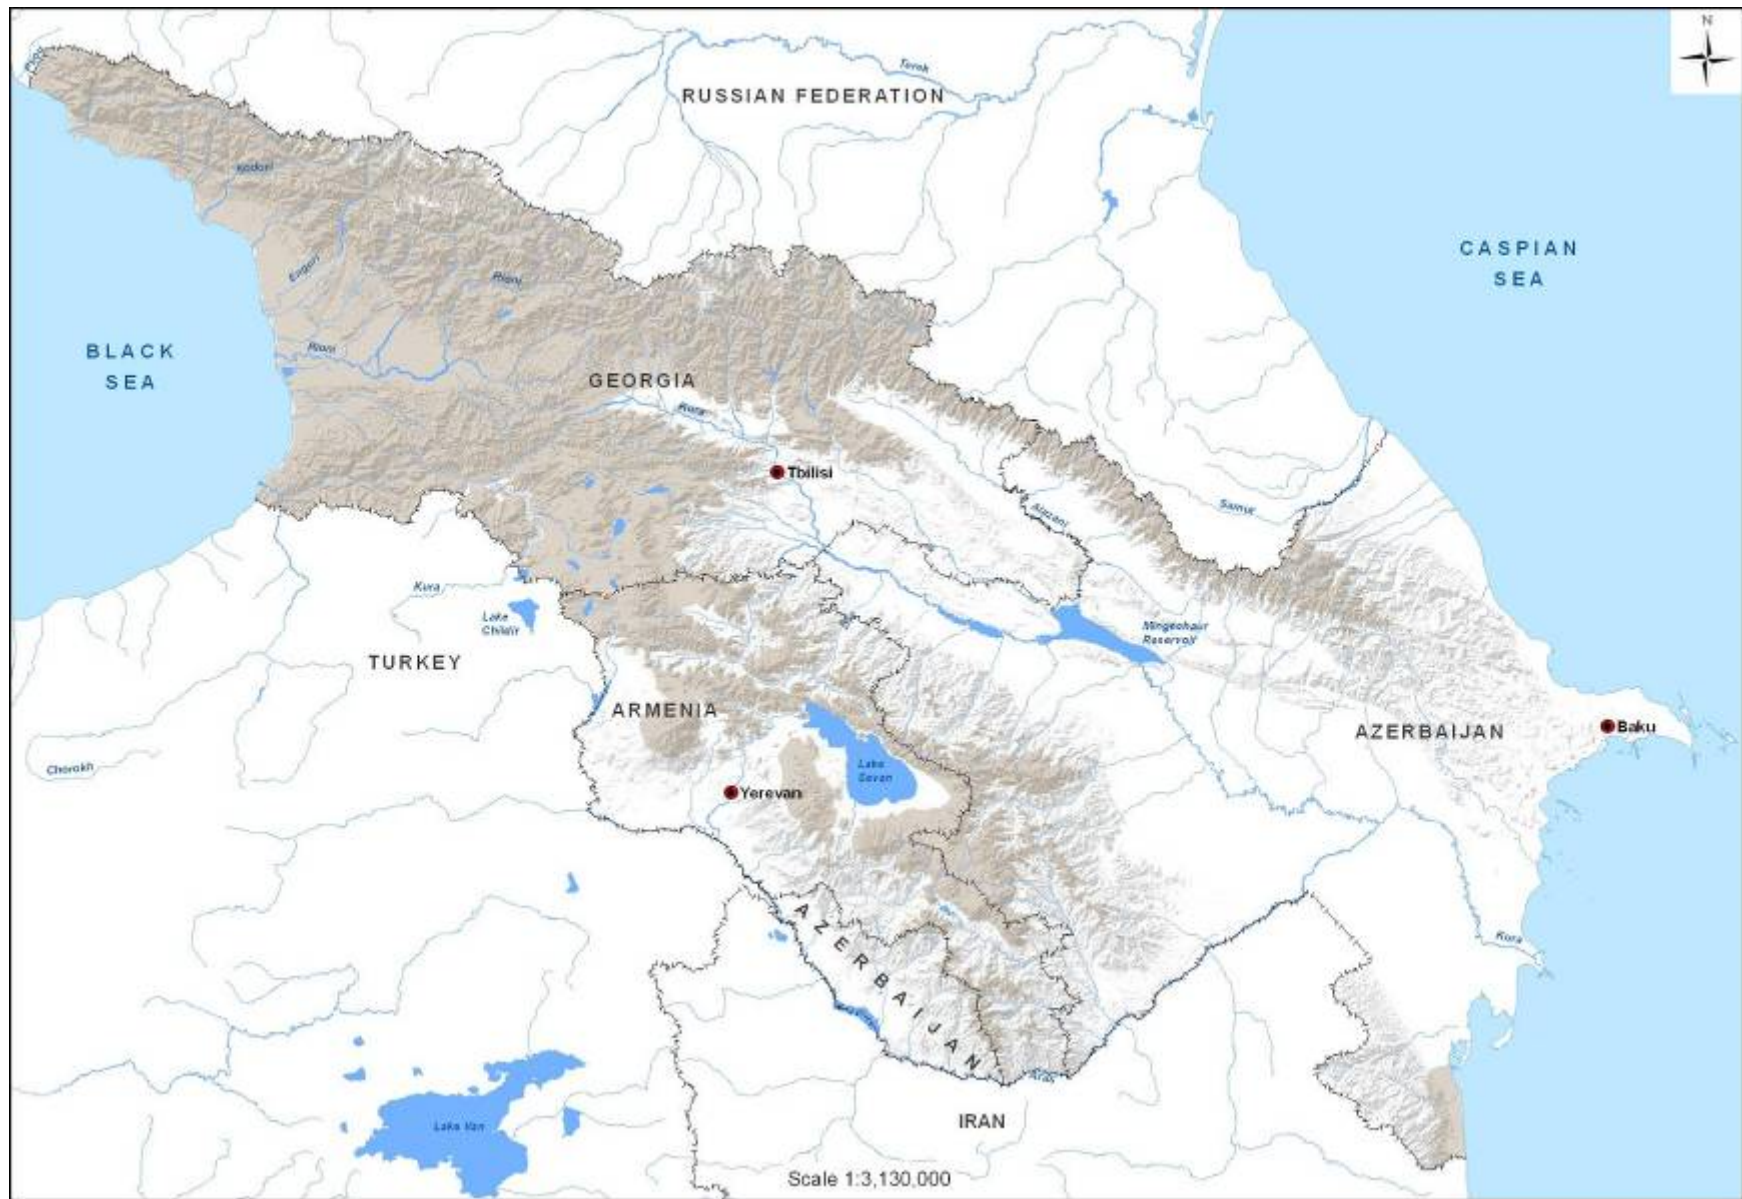 N
Terek
RUSSIAN FEDERATION
Kodori
CASPIAN
SEA
Enguri
Rioni
BLACK
SEA
Rioni
GEORGIA
Kura
Tbilisi
Samur
Alazani
Kura
Lake
Childir
Mingechaur
Reservoir
TURKEY
ARMENIA
AZERBAIJAN
Baku
Chorokh
Lake
Sevan
Yerevan
AZERBAIJAN
Kura
Aras
IRAN
Lake Van
Scale 1:3,130,000